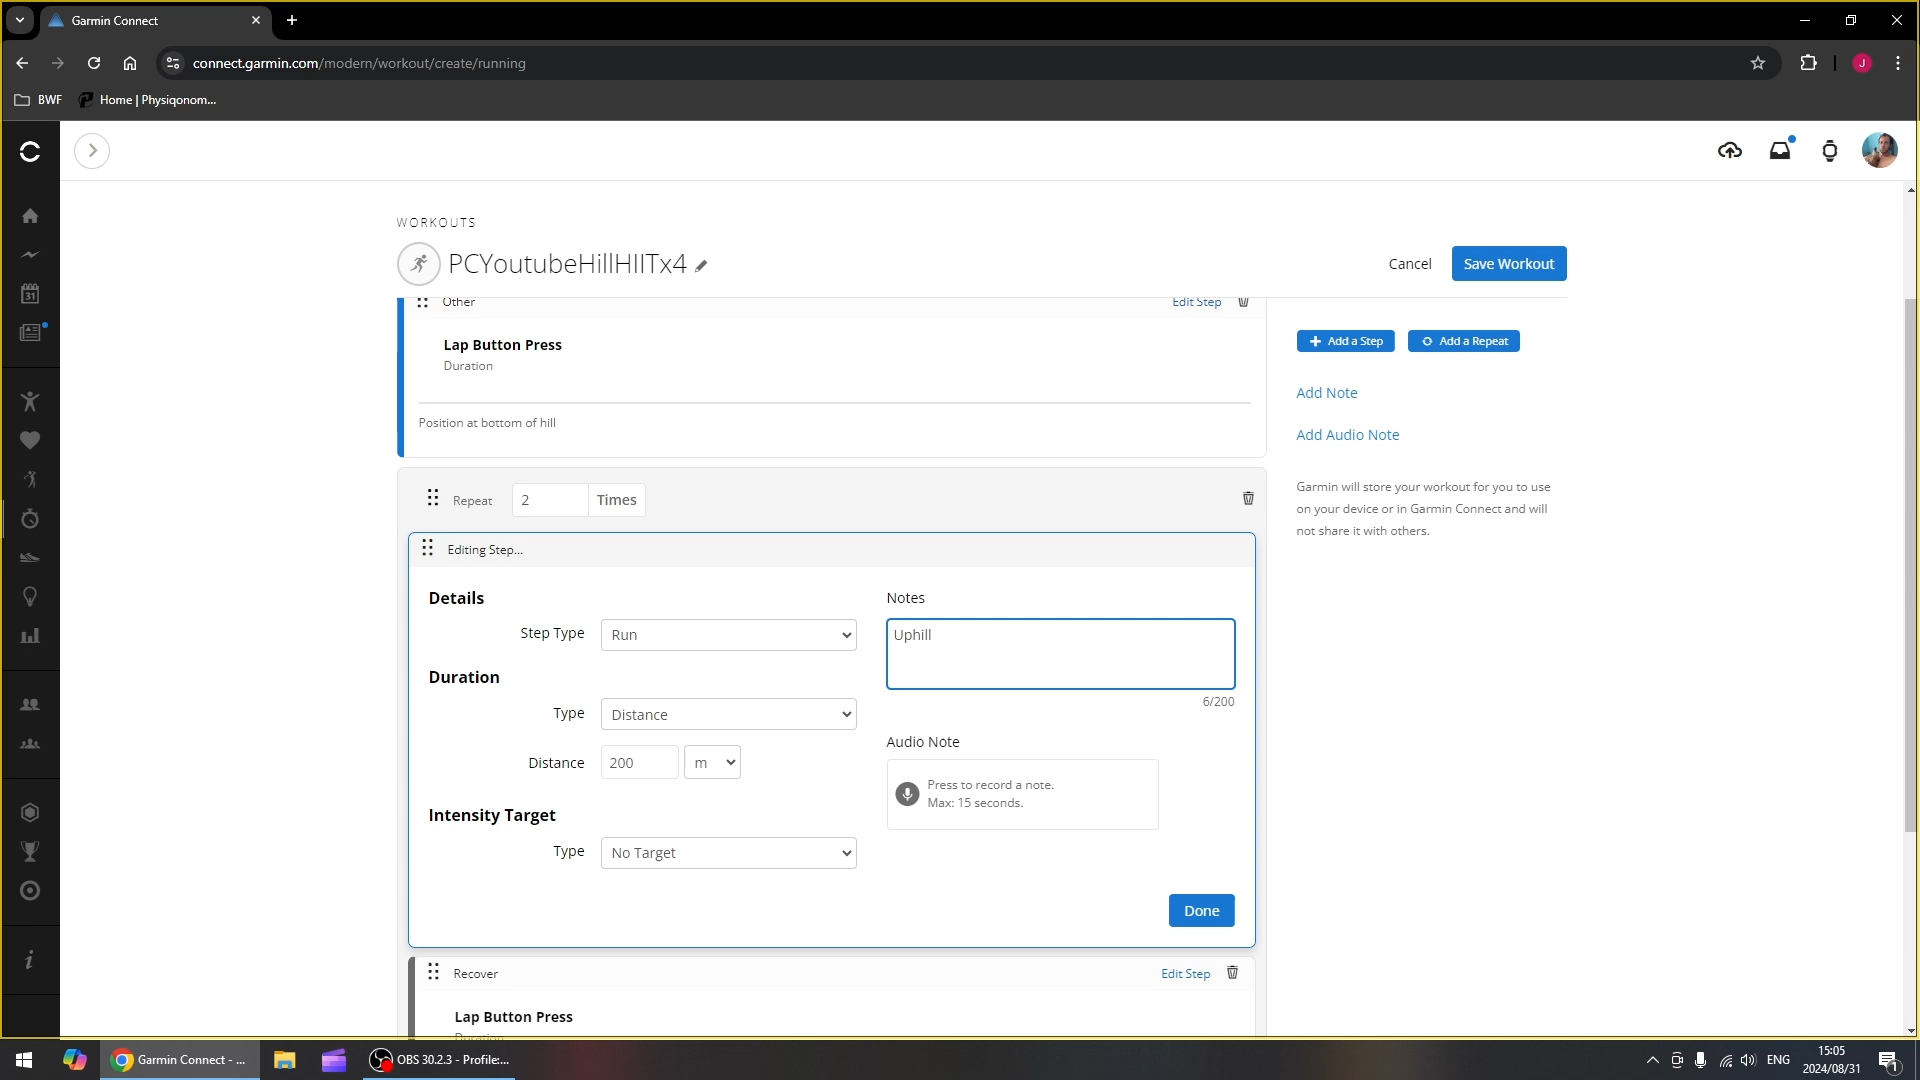 Garmin Connect
connect.garmin.com/modern/workout/create/running
J
BWF
Home | Physiqonom...
31
WORKOUTS
PCYoutubeHillHIITx4
Cancel
Save Workout
Other
Edit Step
Lap Button Press
Duration
Position at bottom of hill
Add a Step
Add a Repeat
Add Note
Add Audio Note
Garmin will store your workout for you to use
on your device or in Garmin Connect and will
not share it with others.
Repeat
2
Times
Editing Step...
Details
Step Type
Run
Duration
Type
Distance
Distance
200
m
Intensity Target
Type
No Target
Notes
Uphill
6/200
Audio Note
Press to record a note.
Max: 15 seconds.
Done
Recover
Edit Step
Lap Button Press
Duration
Garmin Connect - ...
OBS 30.2.3 - Profile:...
ENG
15:05
2024/08/31
1